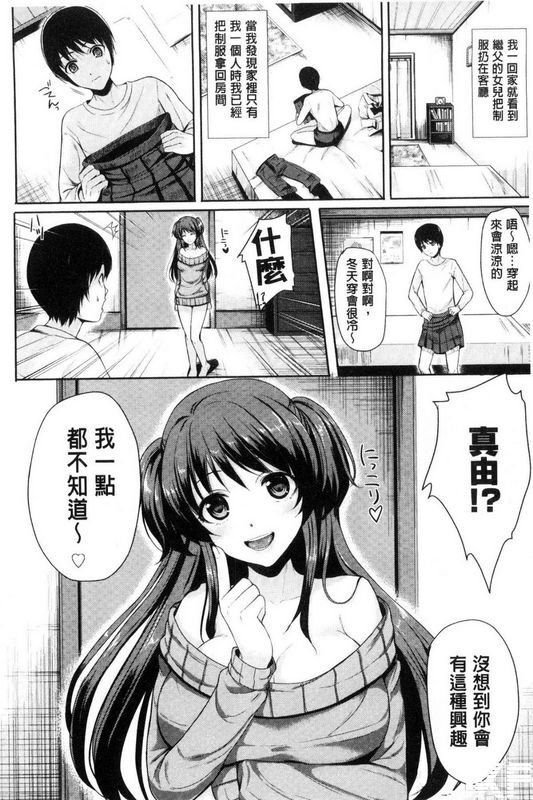 我一回家就看到
繼父的女兒把制
服扔在客廳
當我發現家裡只有
我一個人時我已經
把制服拿回房間
唔～嗯…穿起
來會涼涼的
對啊對啊，
冬天穿會很冷～
什麼
真由!?
にっこり♡
我一點
都不知道～♡
沒想到你會
有這種興趣